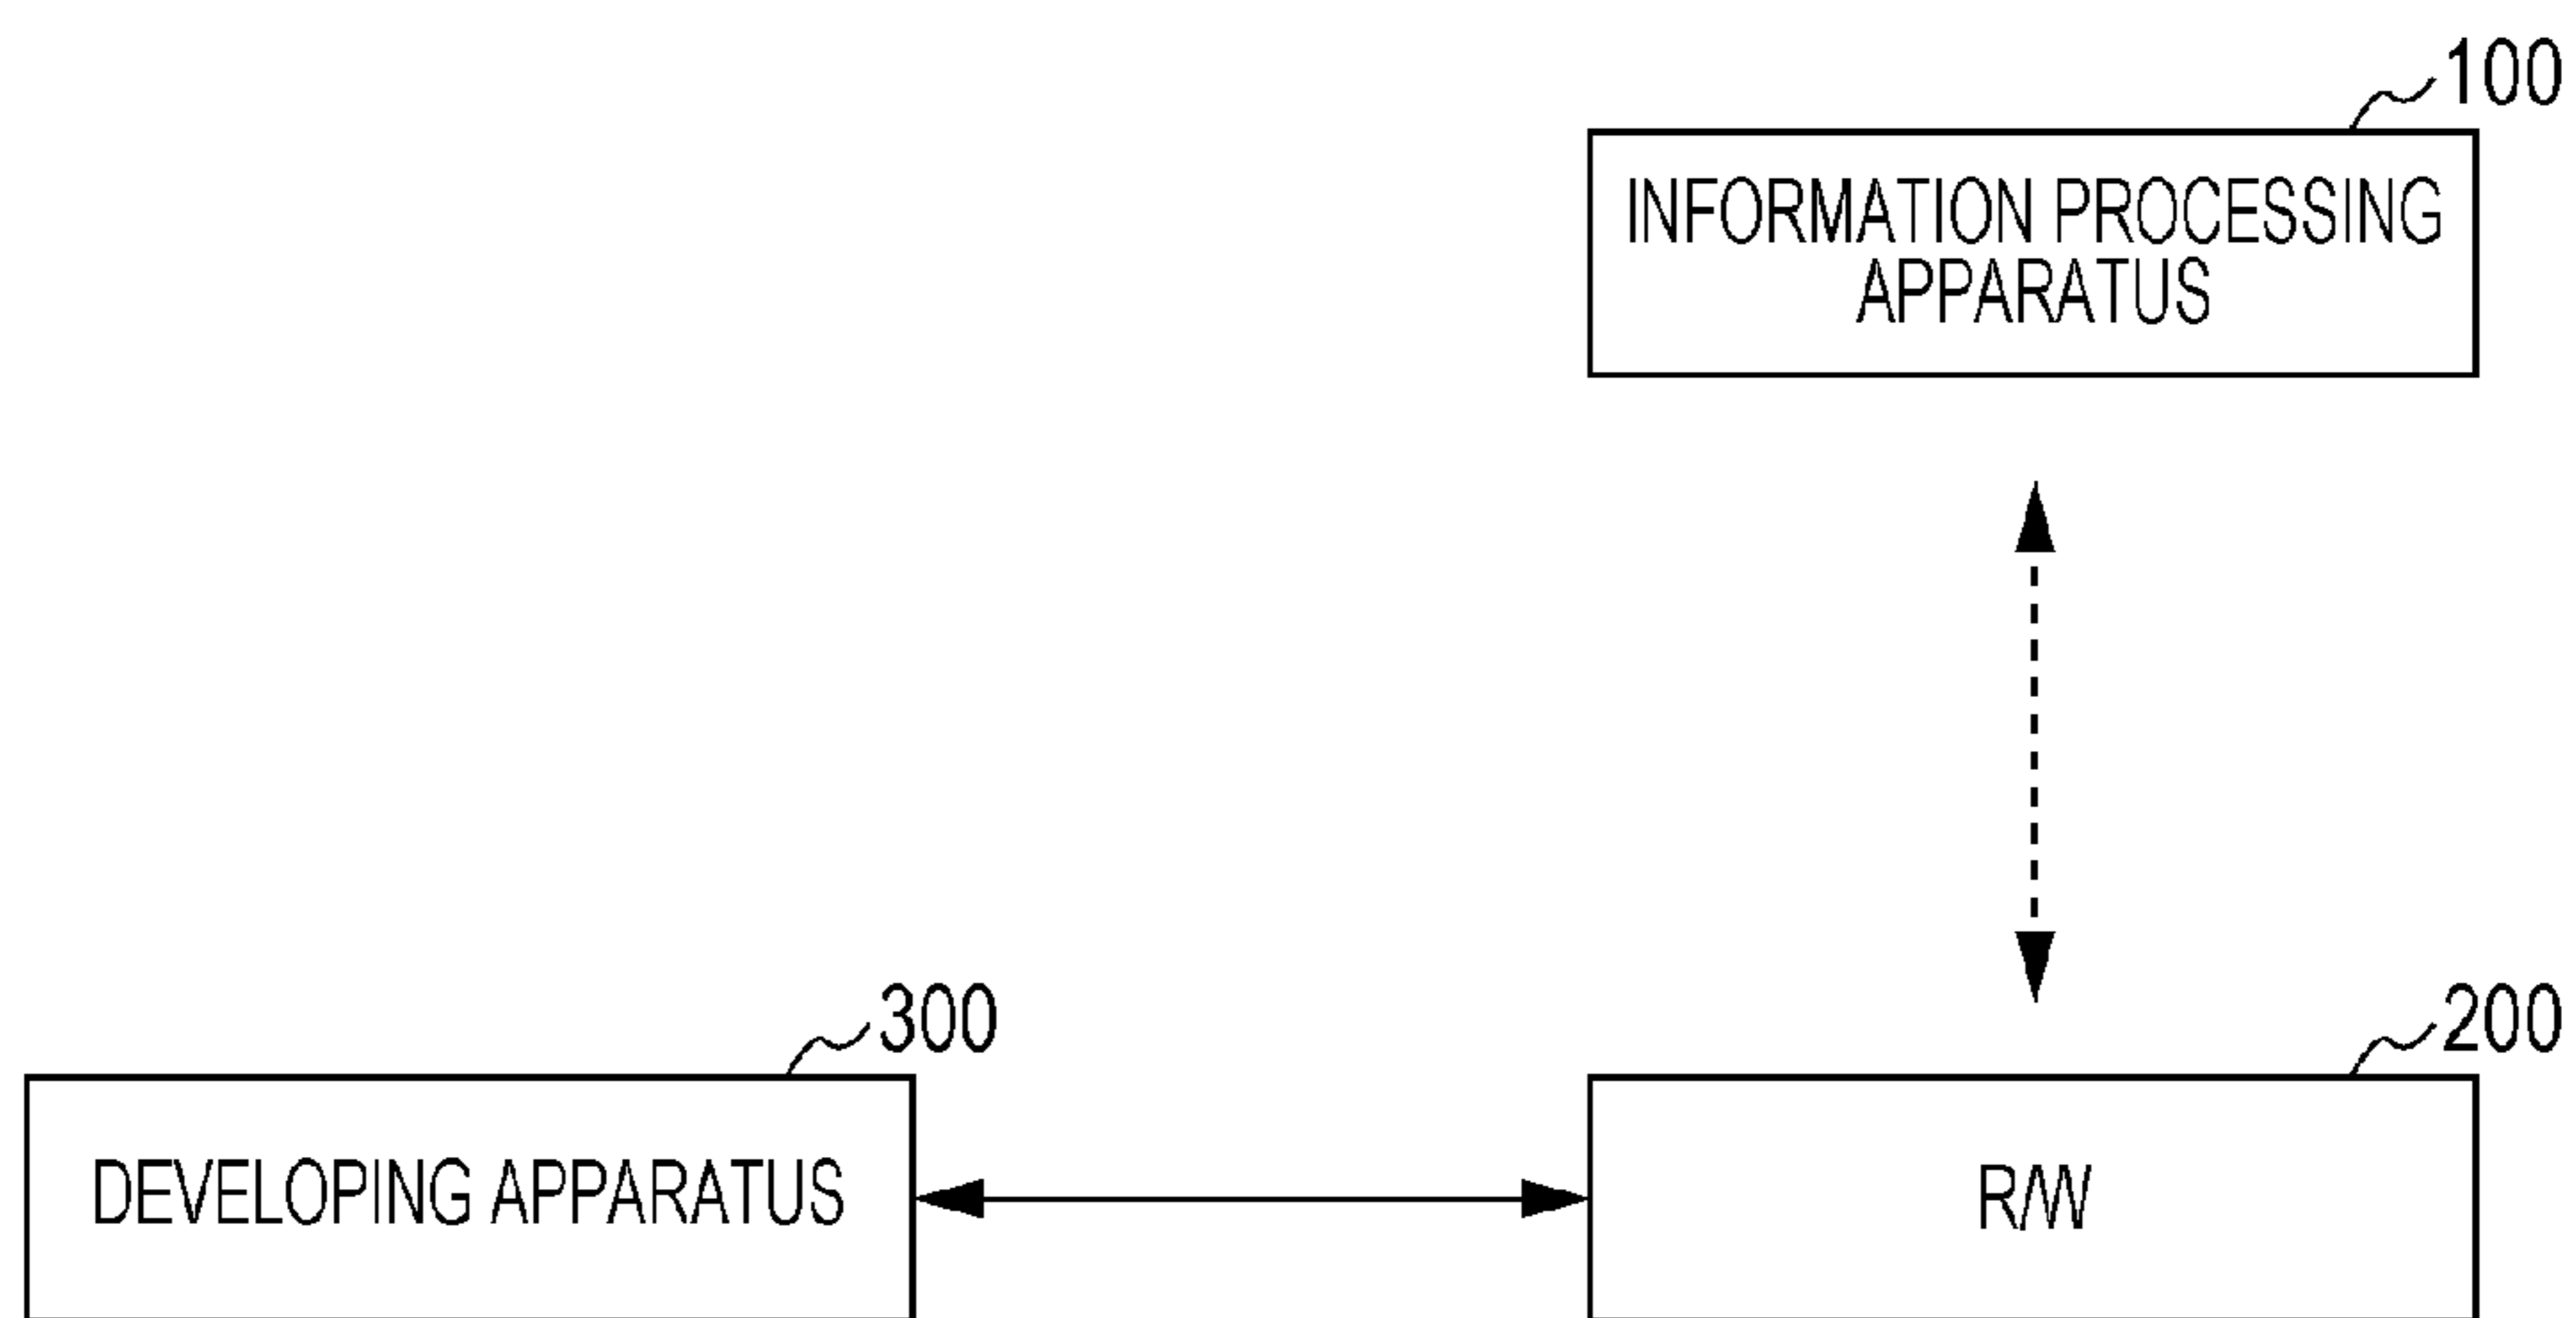 100
INFORMATION PROCESSING
APPARATUS
300
200
DEVELOPING APPARATUS
R/W